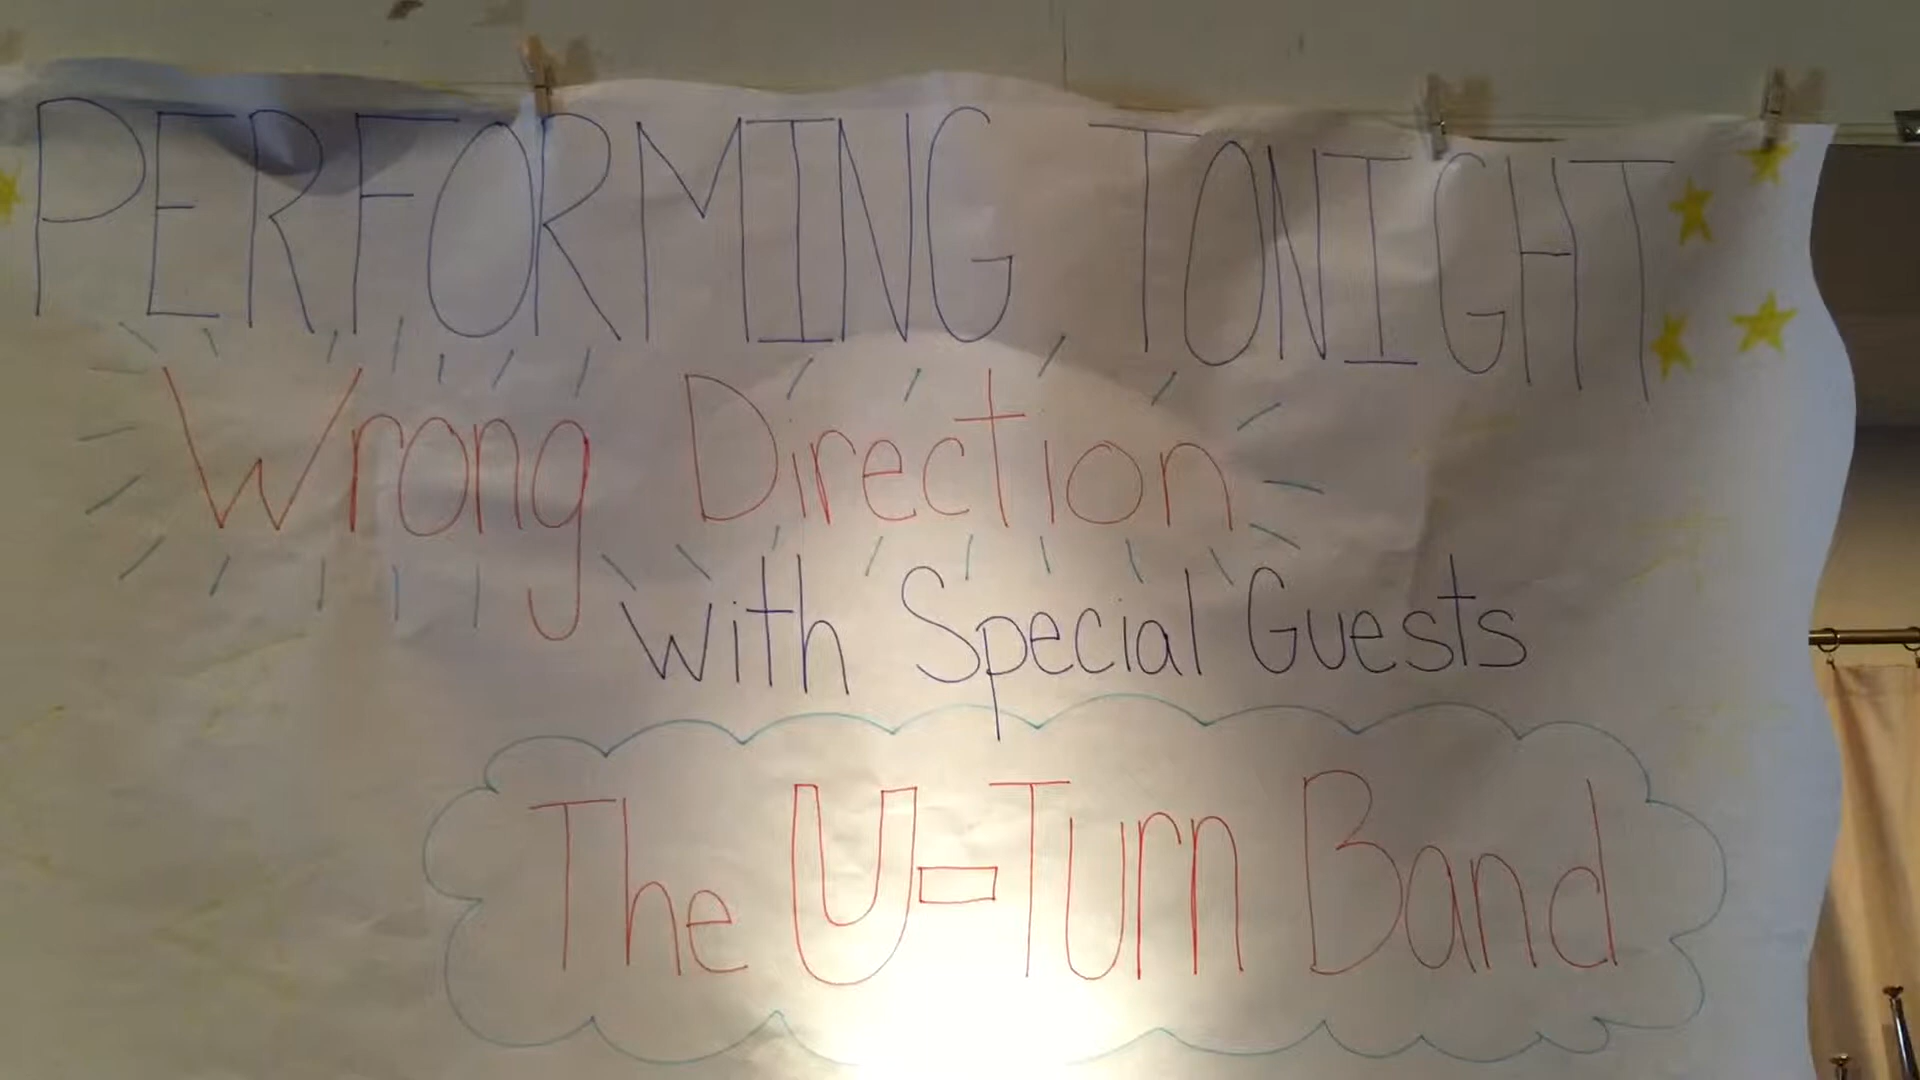 PERFORMING TONIGHT
Wrong Direction
with Special Guests
The U-Turn Band